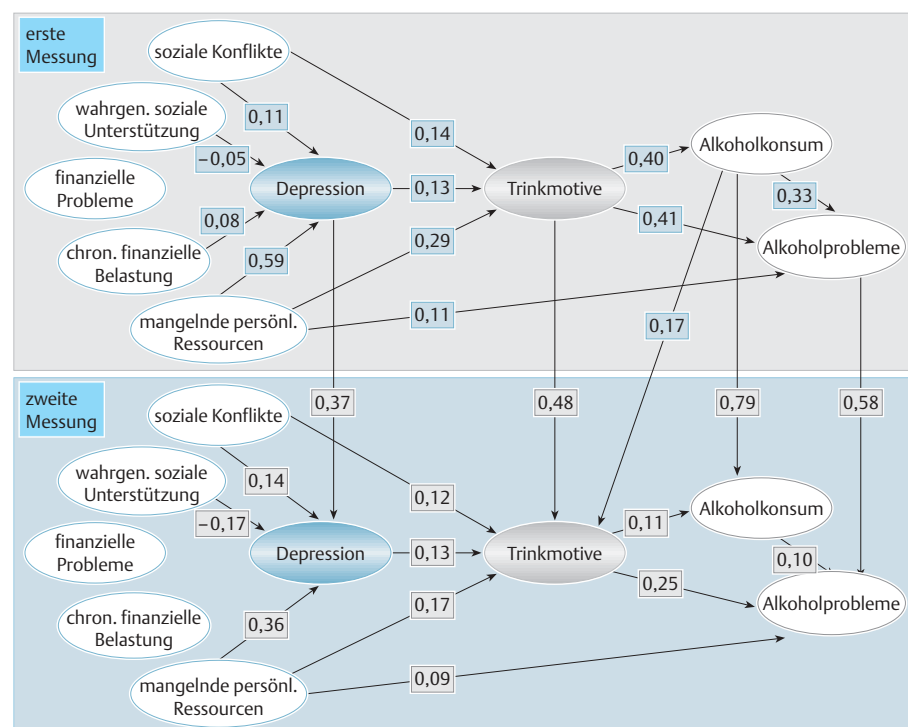 erste
Messung
soziale Konflikte
wahrgen. soziale
Unterstützung
0,11
0,14
Alkoholkonsum
–0,05
0,40
finanzielle
Probleme
Depression
0,13
Trinkmotive
0,33
0,08
0,41
chron. finanzielle
Belastung
0,59
0,29
Alkoholprobleme
mangelnde persönl.
Ressourcen
0,11
0,17
zweite
Messung
0,37
0,48
0,79
0,58
soziale Konflikte
wahrgen. soziale
Unterstützung
0,14
0,12
Alkoholkonsum
–0,17
0,11
finanzielle
Probleme
Depression
0,13
Trinkmotive
0,10
0,25
chron. finanzielle
Belastung
0,36
0,17
Alkoholprobleme
mangelnde persönl.
Ressourcen
0,09